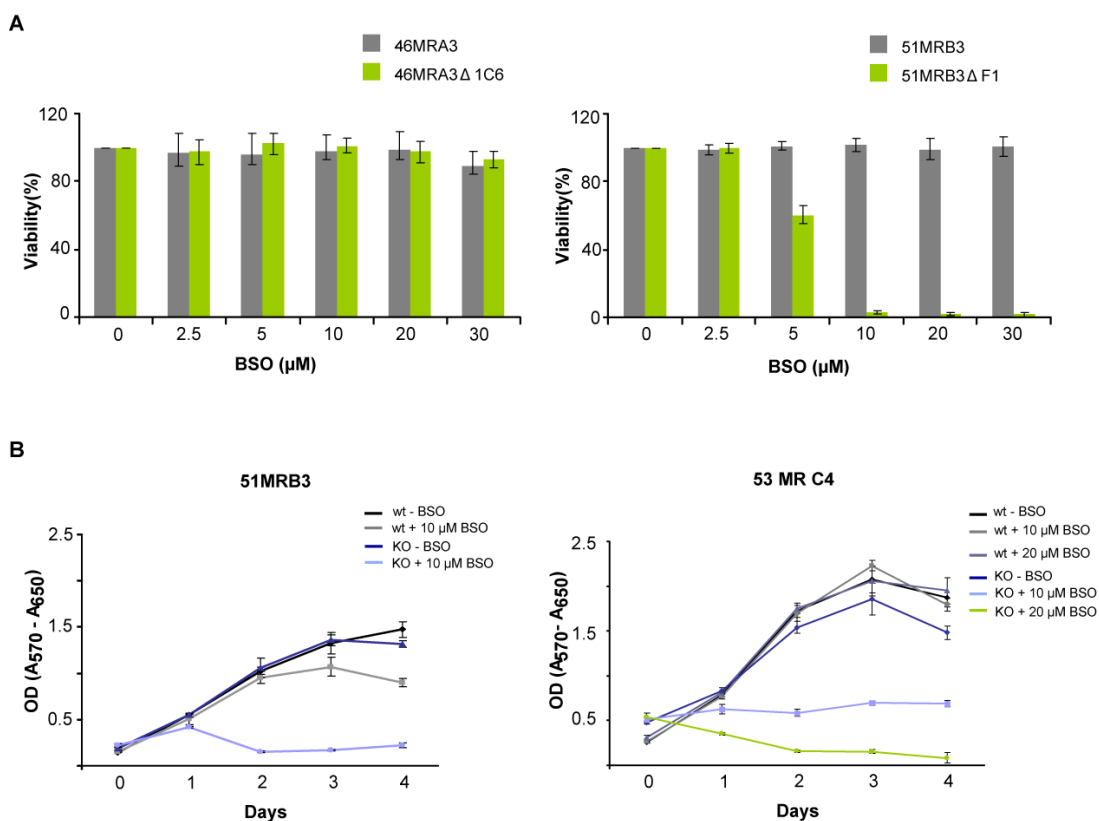 A
46MRA3
46MRA3 Δ 1C6
120
80
40
0
Viability(%)
0 2.5 5 10 20 30
BSO (µM)
51MRB3
51MRB3 Δ F1
120
80
40
0
Viability(%)
0 2.5 5 10 20 30
BSO (µM)
B
51MRB3
wt - BSO
wt + 10 µM BSO
KO - BSO
KO + 10 µM BSO
2.5
1.5
0.5
OD (A570 - A650)
0 1 2 3 4
Days
53 MR C4
wt - BSO
wt + 10 µM BSO
wt + 20 µM BSO
KO - BSO
KO + 10 µM BSO
KO + 20 µM BSO
2.5
1.5
0.5
OD (A570- A650)
0 1 2 3 4
Days